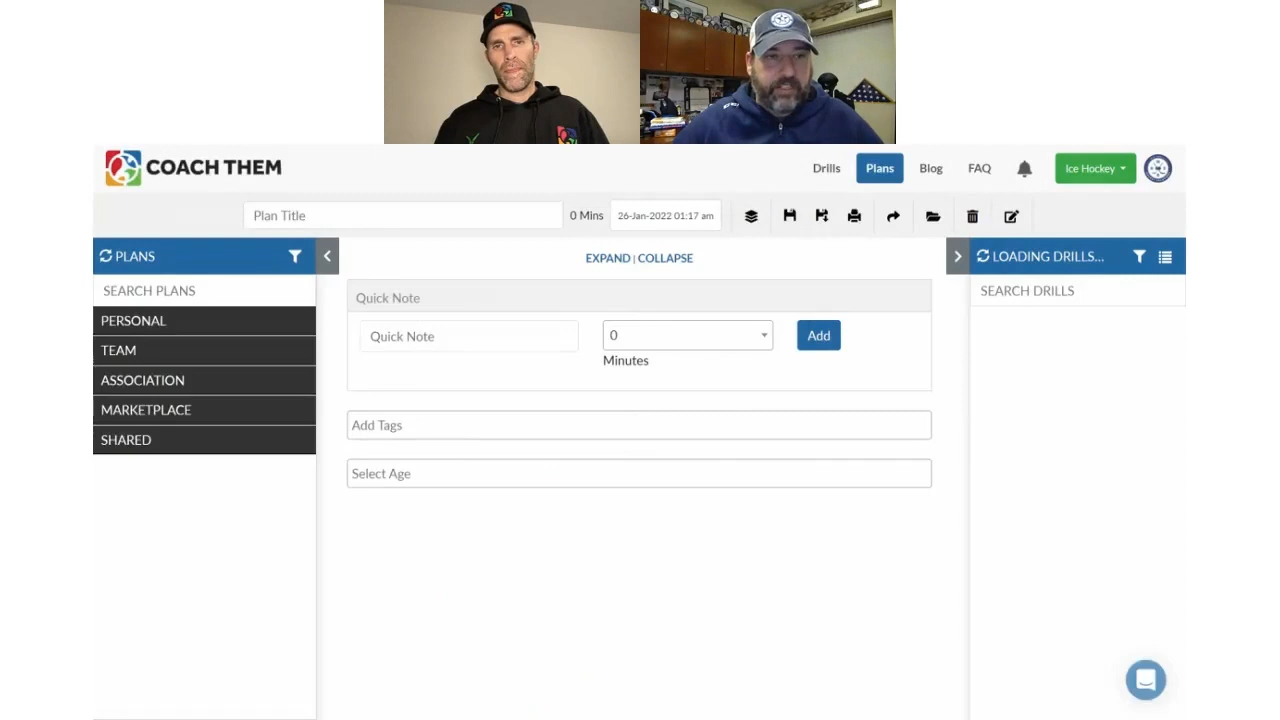 COACH THEM
Drills
Plans
Blog
FAQ
Ice Hockey
Plan Title
0 Mins
26-Jan-2022 01:17 am
PLANS
EXPAND | COLLAPSE
LOADING DRILLS...
SEARCH PLANS
SEARCH DRILLS
PERSONAL
TEAM
ASSOCIATION
MARKETPLACE
SHARED
Quick Note
Quick Note
0
Add
Minutes
Add Tags
Select Age